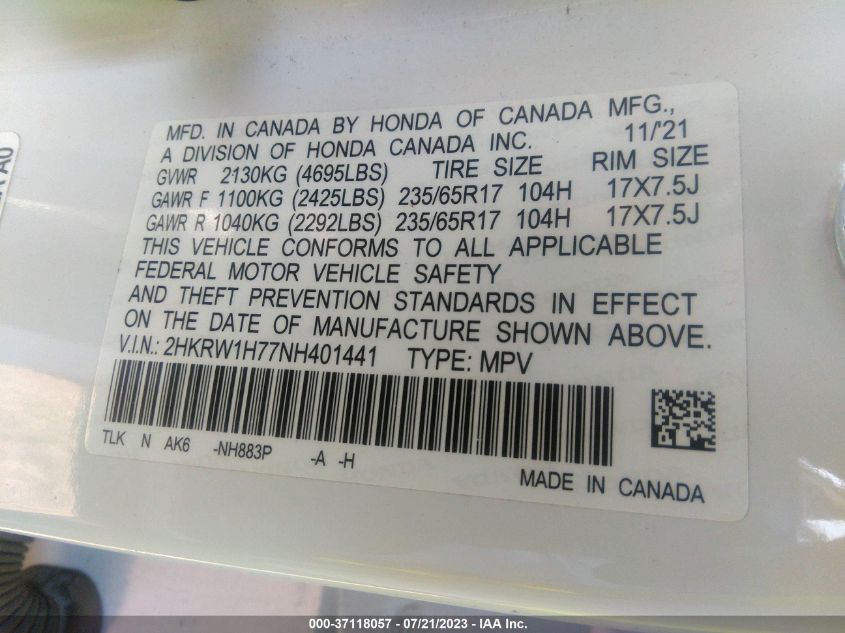 MFD. IN CANADA BY HONDA OF CANADA MFG.,
A DIVISION OF HONDA CANADA INC. 11/'21
GVWR 2130KG (4695LBS) TIRE SIZE RIM SIZE
GAWR F 1100KG (2425LBS) 235/65R17 104H 17X7.5J
GAWR R 1040KG (2292LBS) 235/65R17 104H 17X7.5J
THIS VEHICLE CONFORMS TO ALL APPLICABLE
FEDERAL MOTOR VEHICLE SAFETY
AND THEFT PREVENTION STANDARDS IN EFFECT
ON THE DATE OF MANUFACTURE SHOWN ABOVE.
V.I.N.: 2HKRW1H77NH401441 TYPE: MPV
TLK N AK6 -NH883P -A -H
MADE IN CANADA
000-37118057 - 07/21/2023 - IAA Inc.